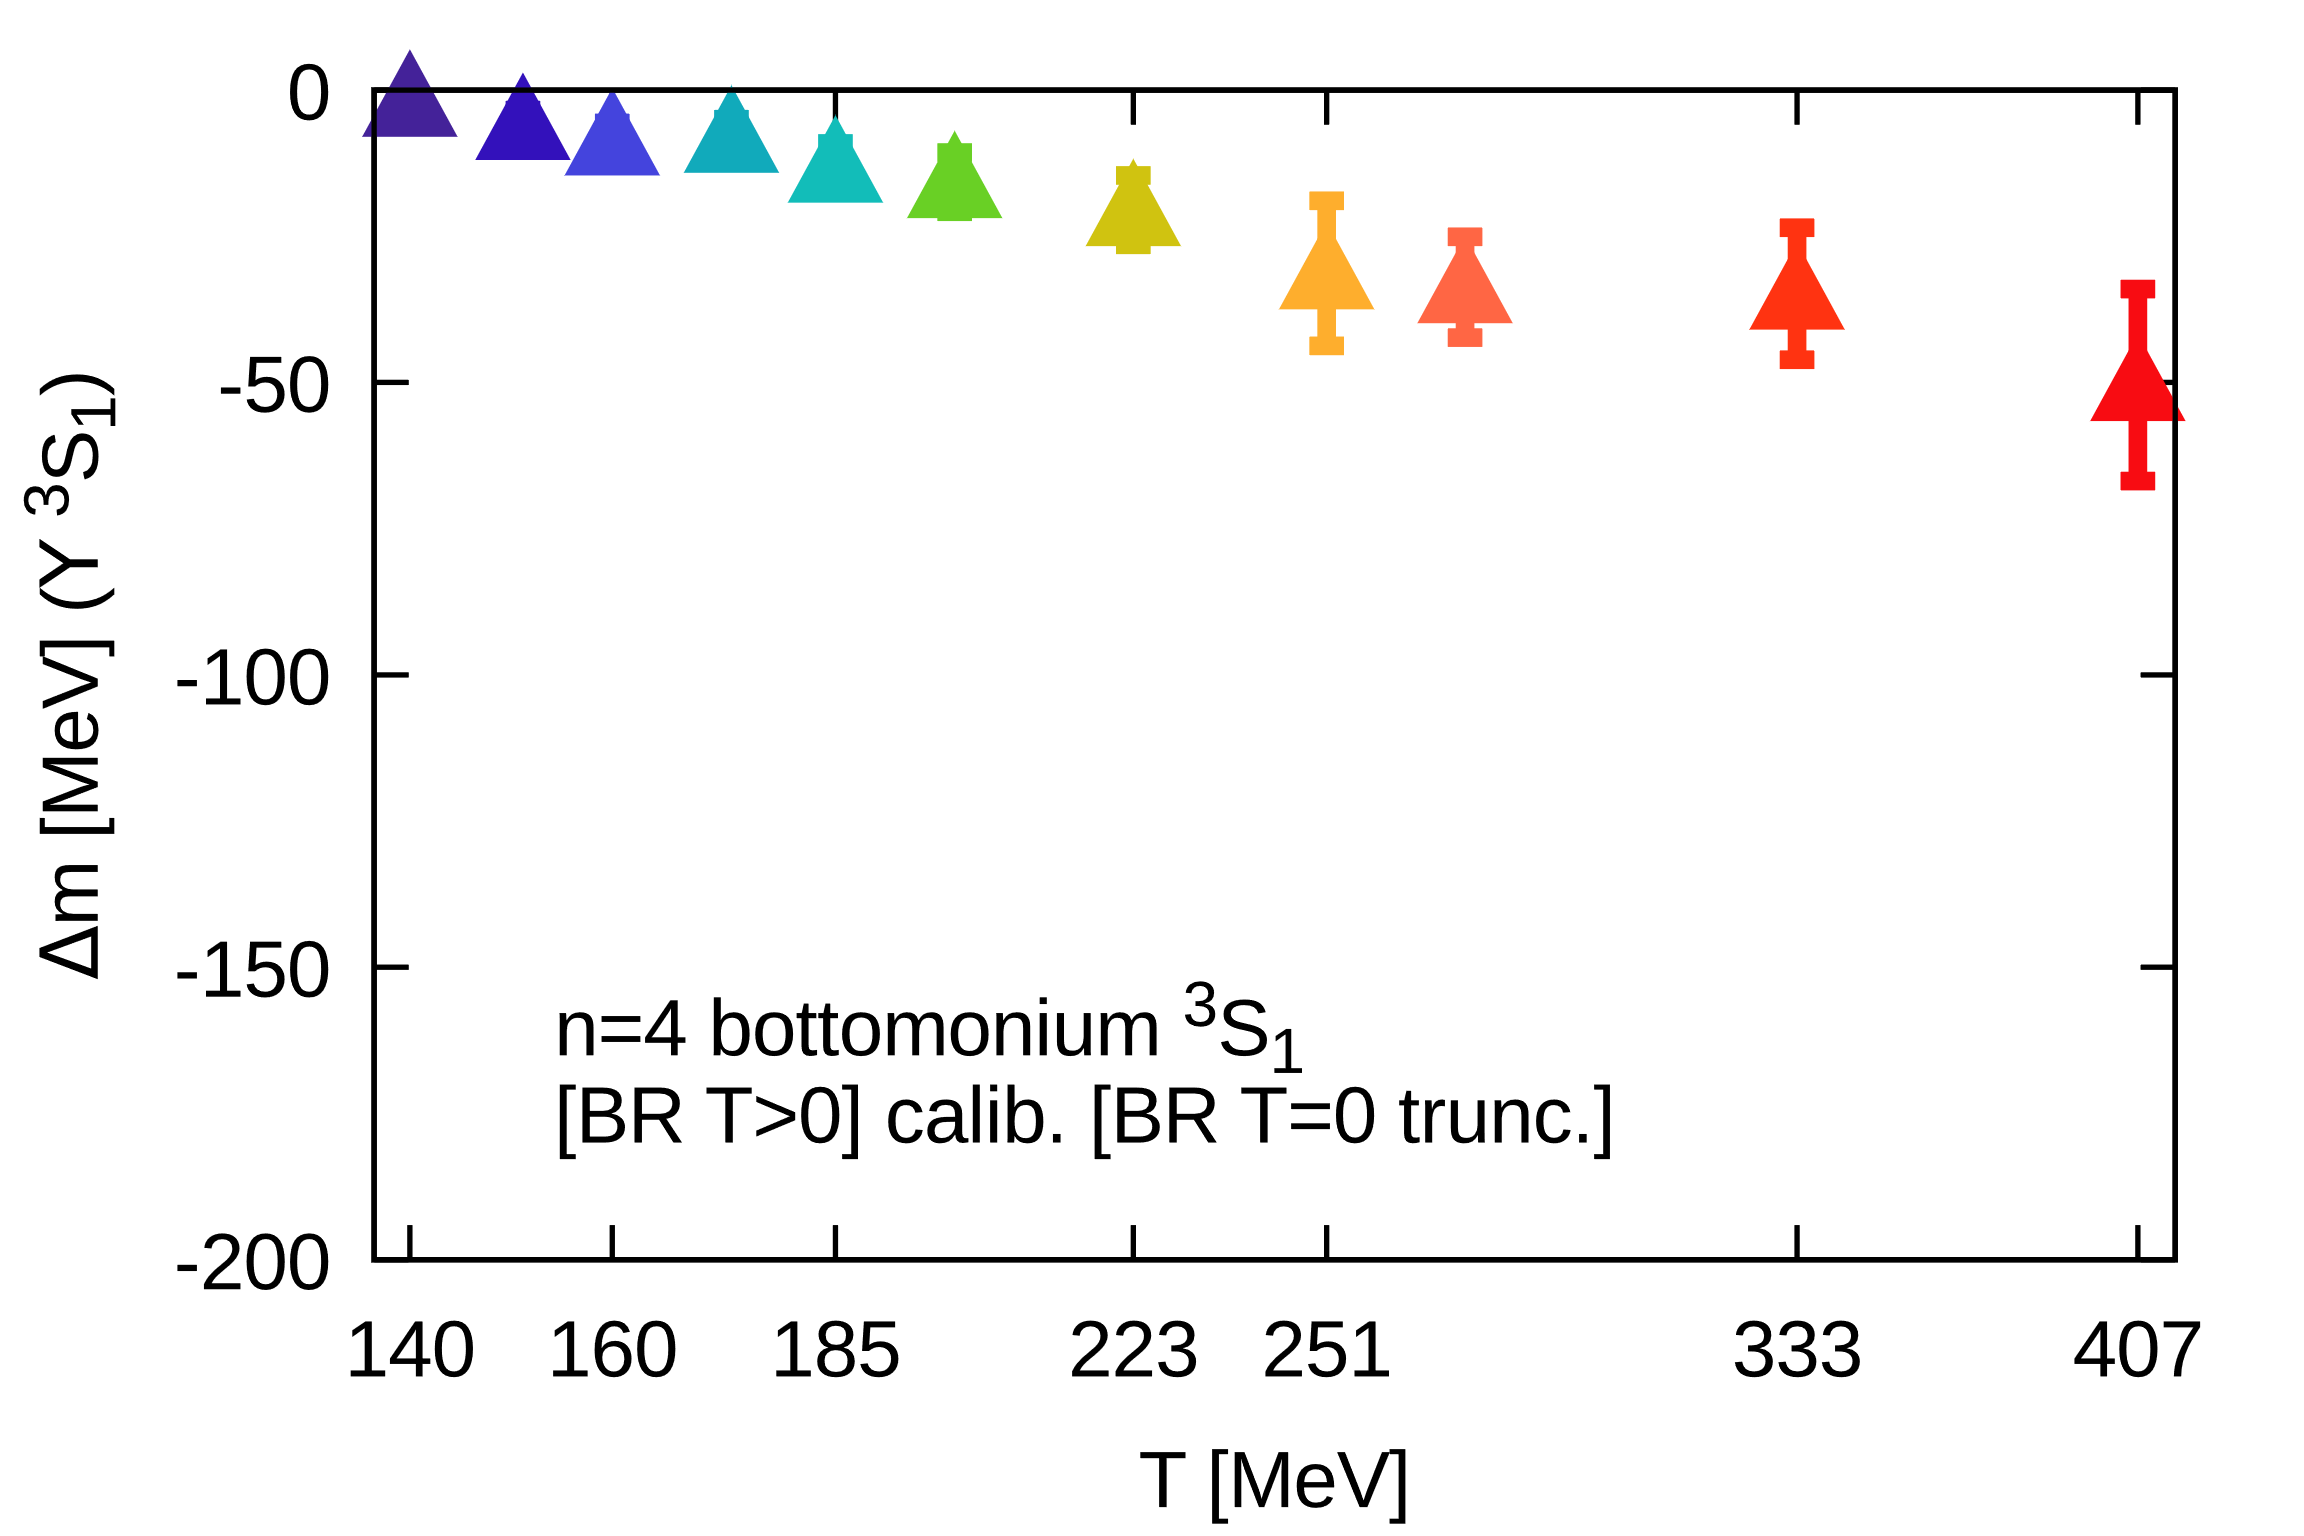 0
-50
-100
-150
-200
Δm [MeV] (Y ³S₁)
n=4 bottomonium ³S₁
[BR T>0] calib. [BR T=0 trunc.]
140 160 185 223 251 333 407
T [MeV]